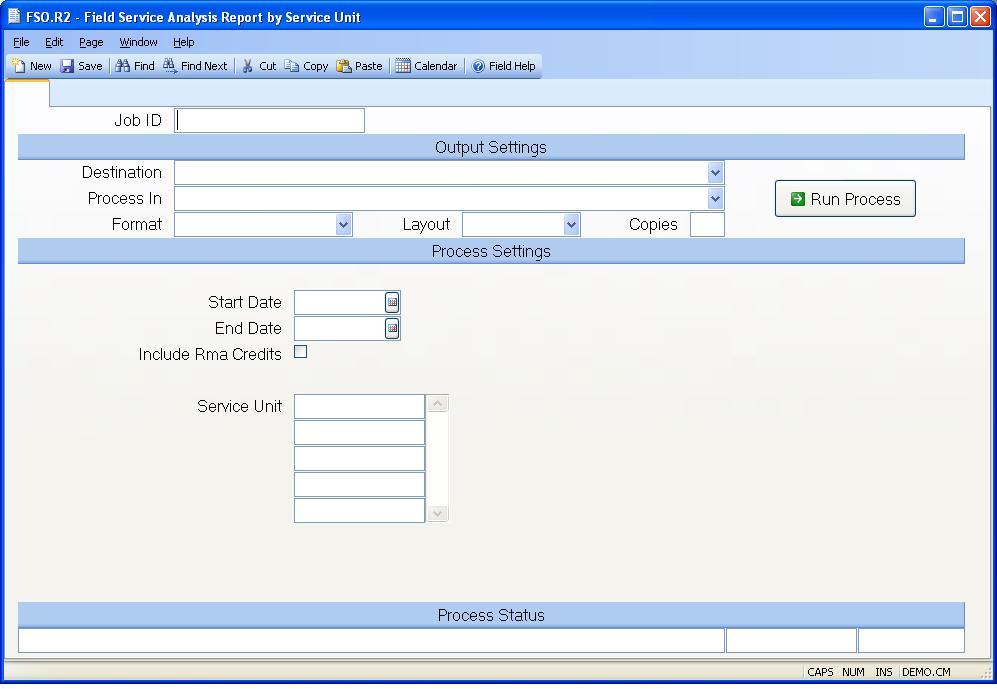 FSO.R2 - Field Service Analysis Report by Service Unit
File Edit Page Window Help
New Save Find Find Next Cut Copy Paste Calendar Field Help
Job ID
Output Settings
Destination
Process In
Run Process
Format Layout Copies
Process Settings
Start Date
End Date
Include Rma Credits
Service Unit
Process Status
CAPS NUM INS DEMO.CM